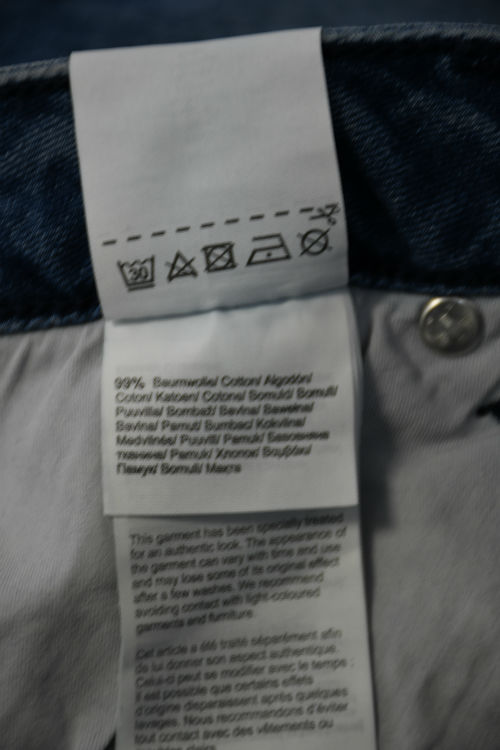 30
99% Baumwolle/ Cotton/ Algodón/
Coton/ Katoen/ Cotone/ Bomuld/ Bomull/
Puuvilla/ Bombaž/ Bavlna/ Bawełna/
Bavlna/ Pamut/ Bumbac/ Kokvilna/
Medvilnės/ Puuvill/ Pamuk/
Pamuk/ Хлопок/ Βαμβάκι/
Памук/ Bomull/ Мақта
This garment has been specially treated
for an authentic look. The appearance of
the garment can vary with time and use
and may lose some of its original effect
after a few washes. We recommend
avoiding contact with light-coloured
garments and furniture.
Cet article a été traité séparément afin
de lui donner son aspect authentique.
Celui-ci peut se modifier avec le temps :
il est possible que certains effets
d'origine disparaissent après quelques
lavages. Nous recommandons d'éviter
tout contact avec des vêtements ou